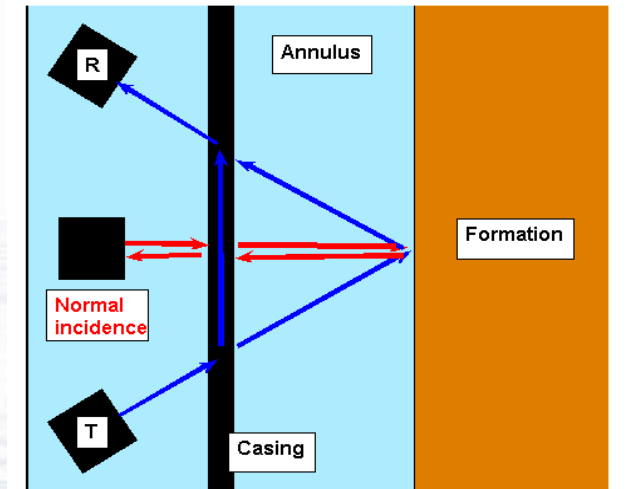 R
Annulus
Formation
Normal
incidence
T
Casing